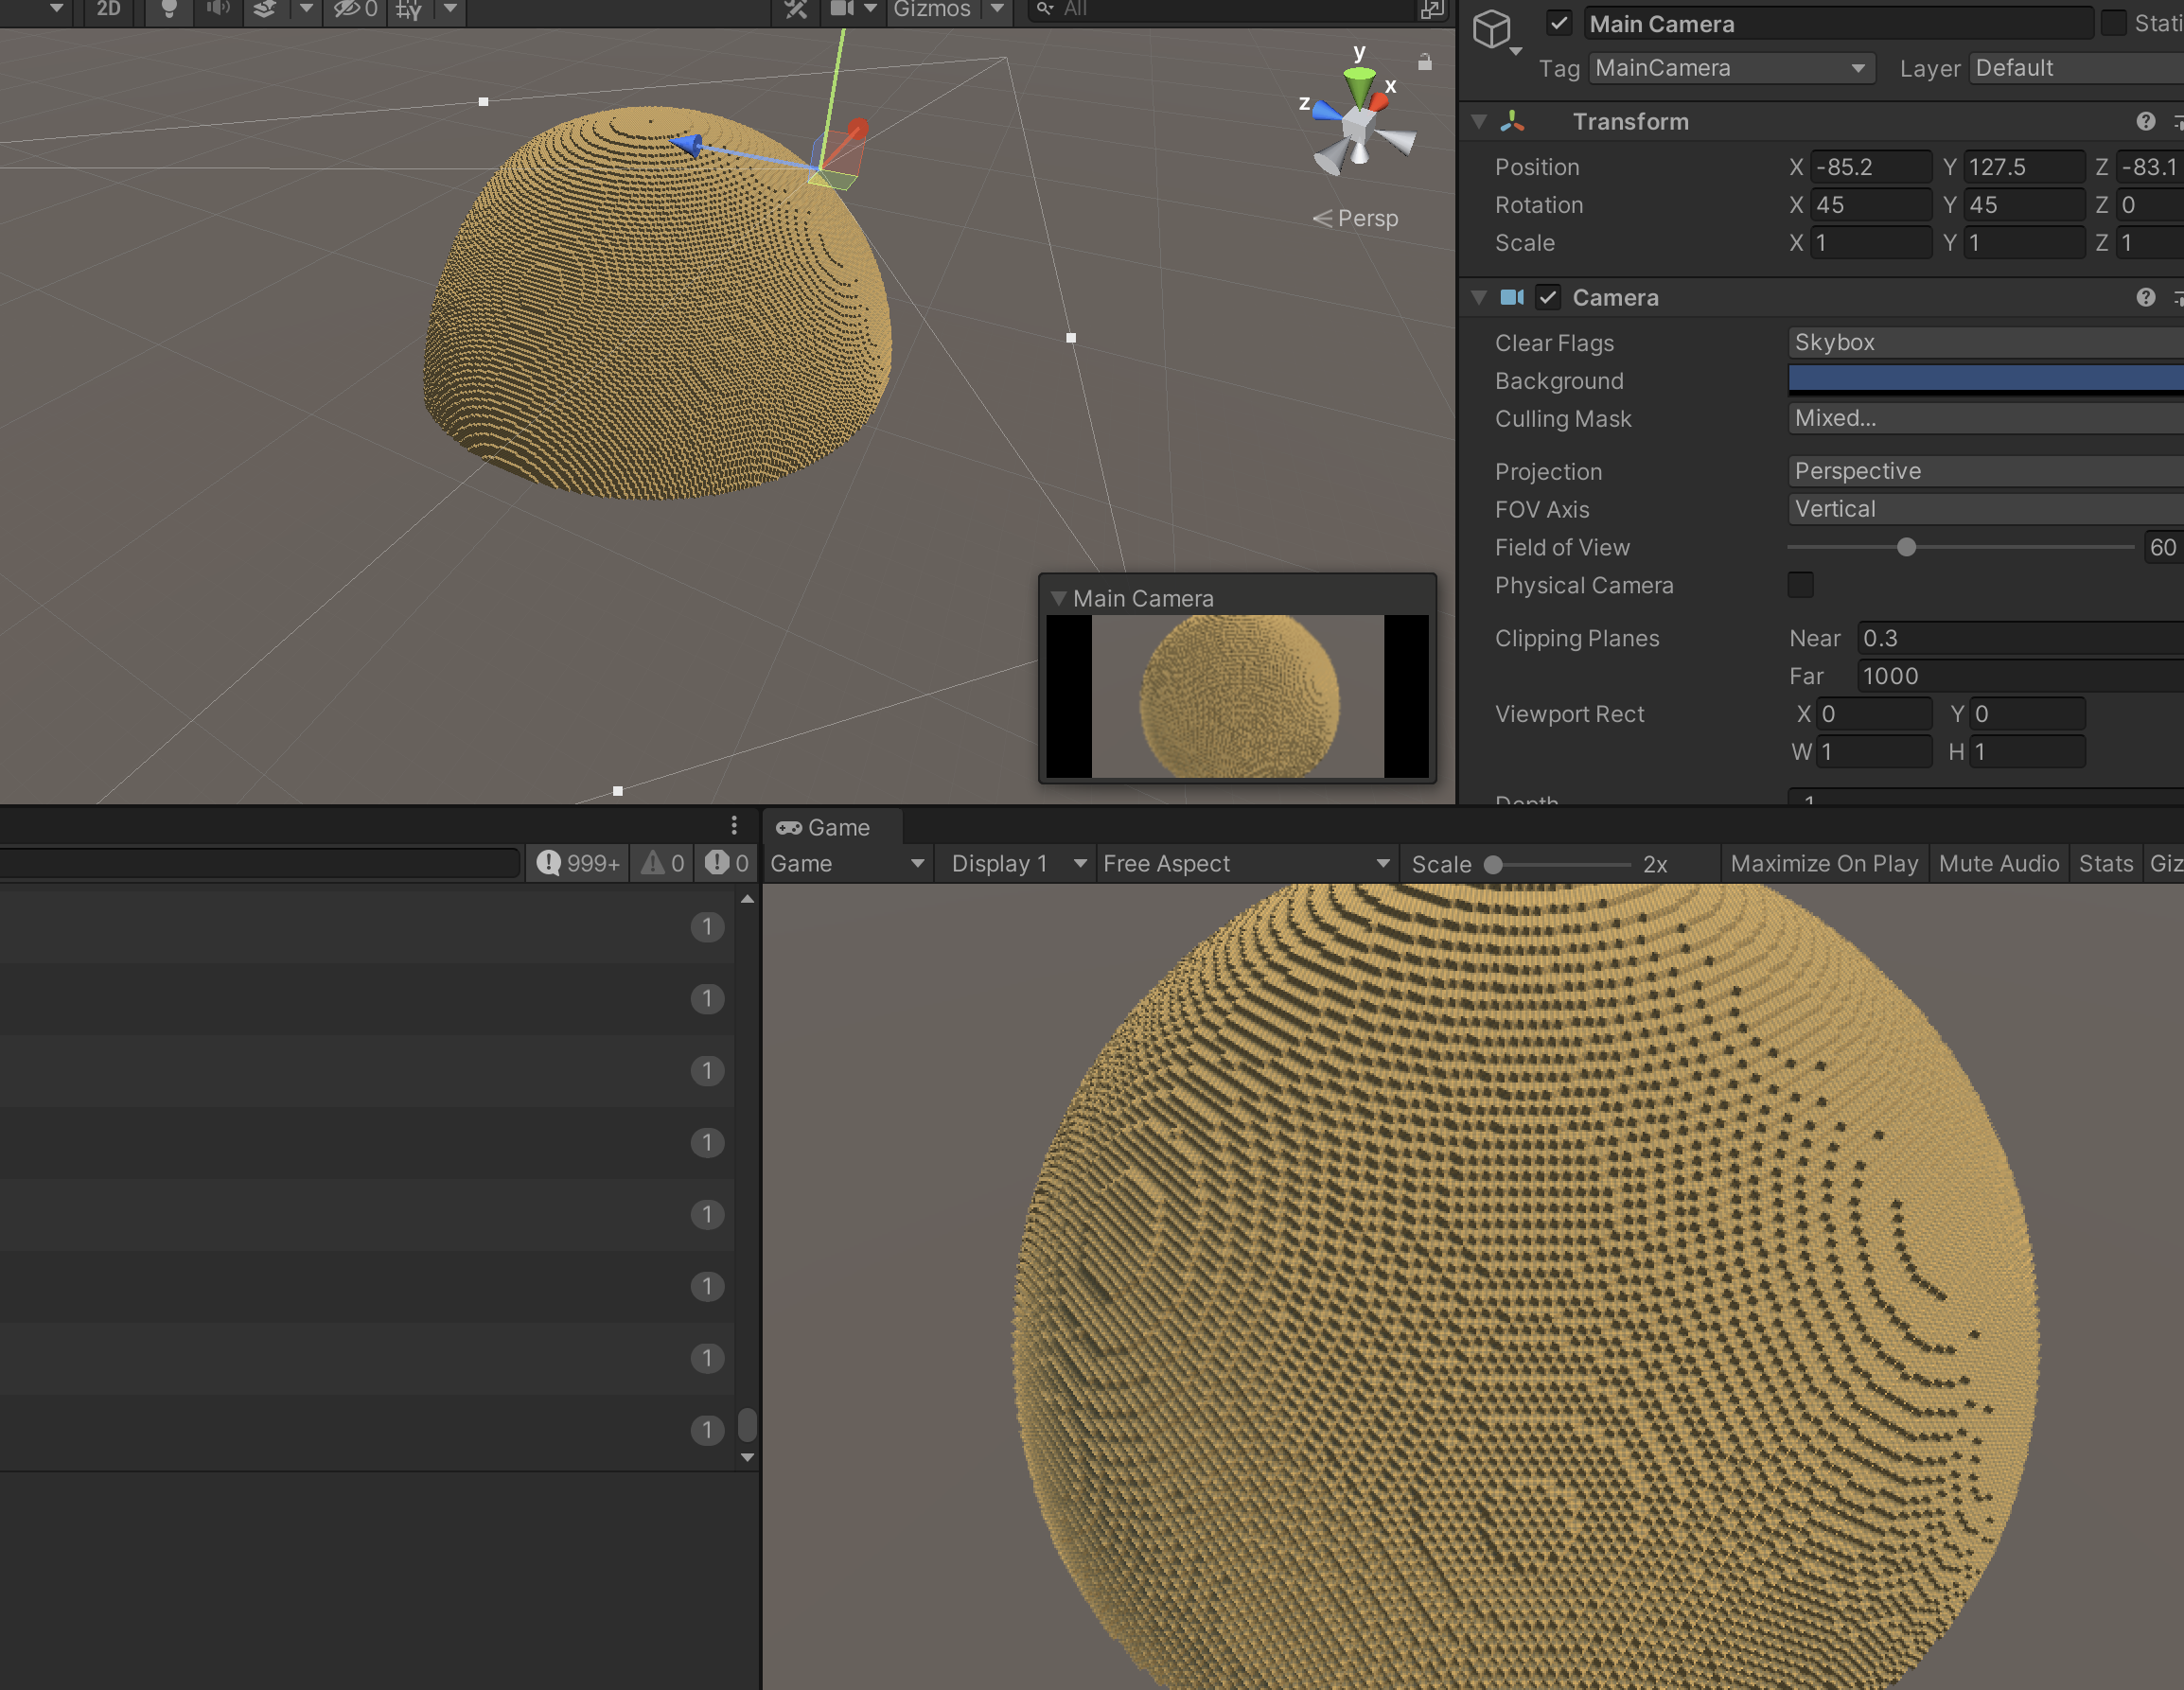 2D
0
Gizmos
All
y
x
z
Persp
Main Camera
Main Camera
Tag
MainCamera
Layer
Default
Transform
Position X -85.2 Y 127.5 Z -83.1
Rotation X 45 Y 45 Z 0
Scale X 1 Y 1 Z 1
Camera
Clear Flags Skybox
Background
Culling Mask Mixed...
Projection Perspective
FOV Axis Vertical
Field of View 60
Physical Camera
Clipping Planes Near 0.3
Far 1000
Viewport Rect X 0 Y 0
W 1 H 1
999+ 0 0
1
1
1
1
1
1
1
1
Game
Game Display 1 Free Aspect Scale 2x Maximize On Play Mute Audio Stats